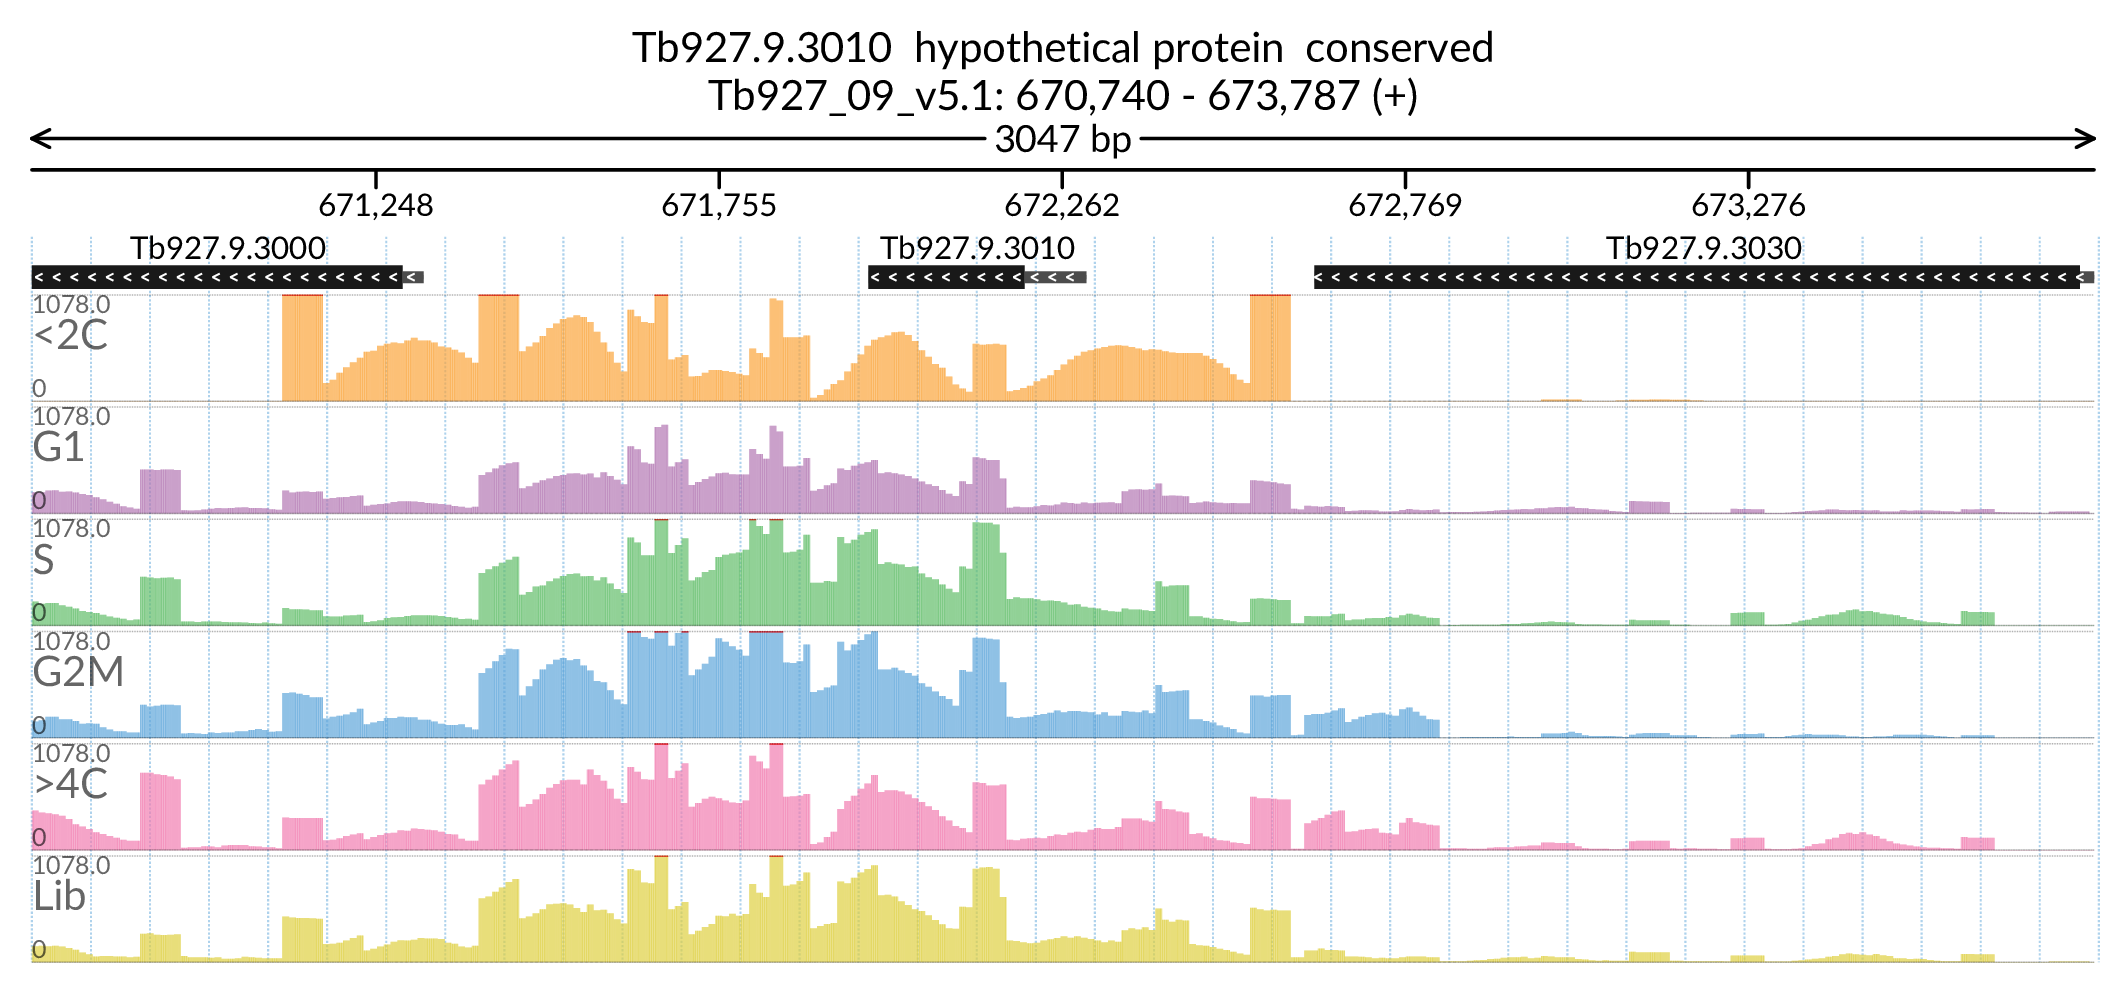 Tb927.9.3010  hypothetical protein  conserved
Tb927_09_v5.1: 670,740 - 673,787 (+)
3047 bp
671,248 671,755 672,262 672,769 673,276
Tb927.9.3000 Tb927.9.3010 Tb927.9.3030
1078.0
<2C
0
1078.0
G1
0
1078.0
S
0
1078.0
G2M
0
1078.0
>4C
0
1078.0
Lib
0